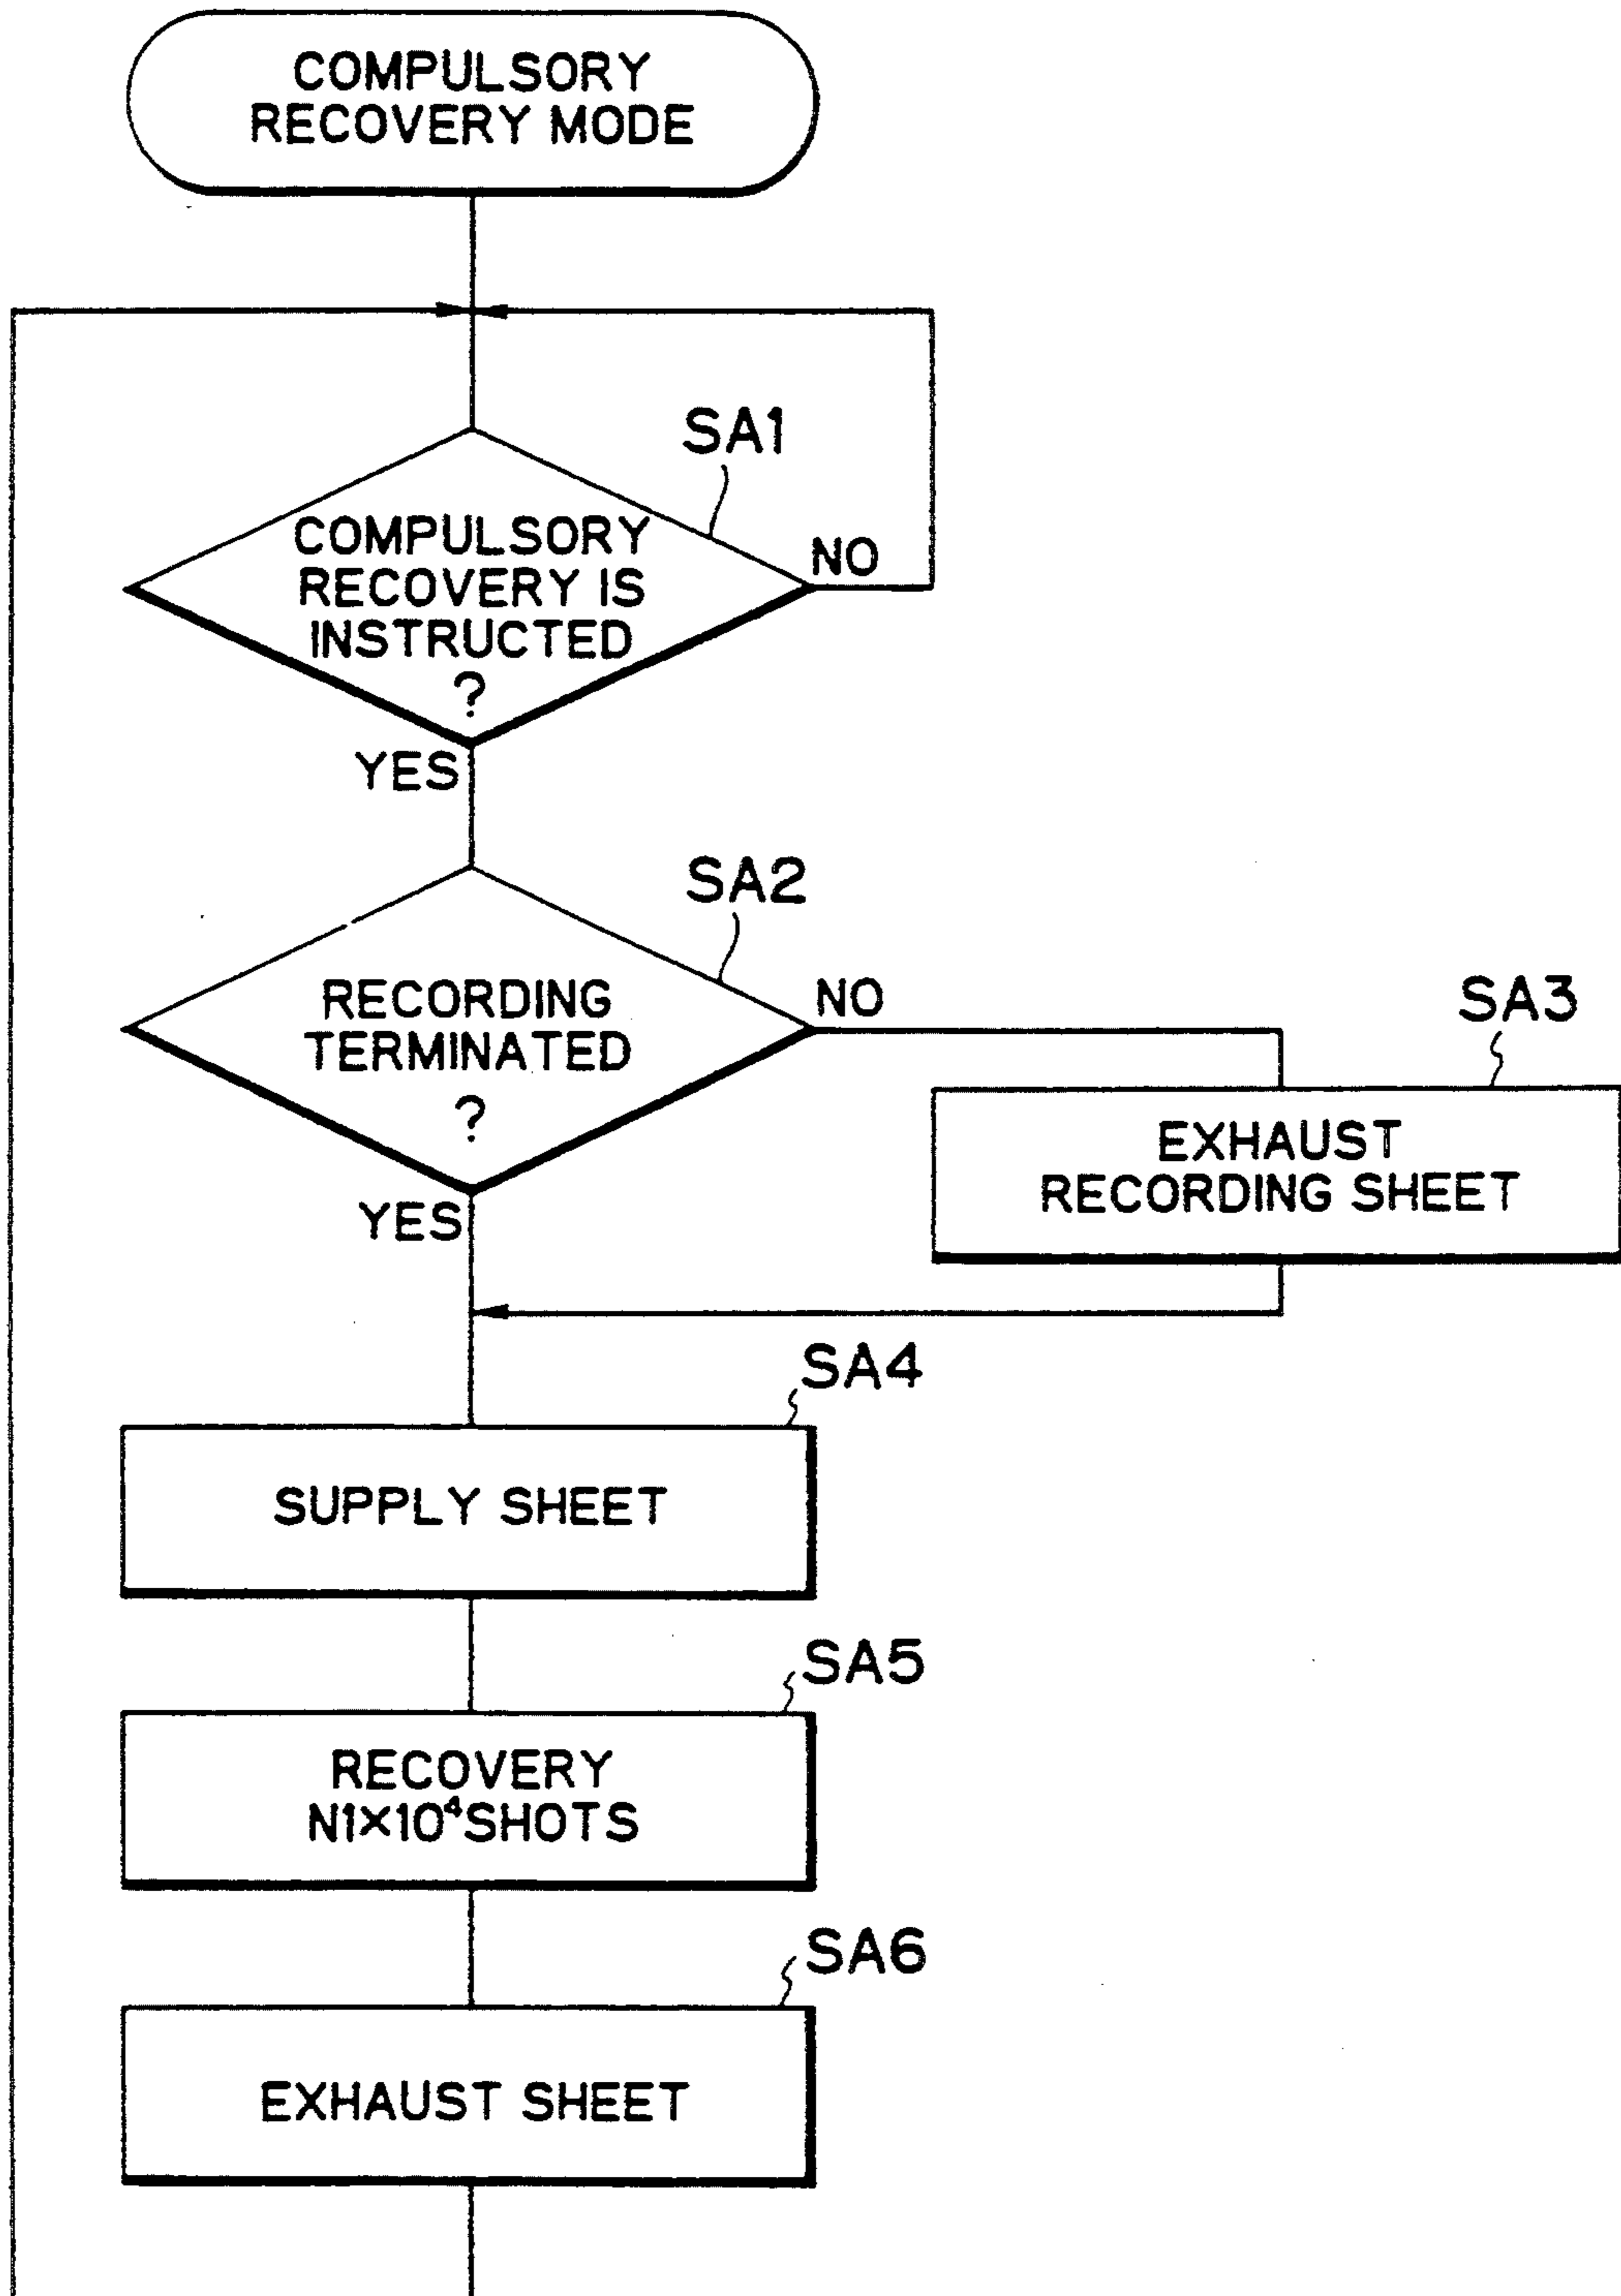 COMPULSORY
RECOVERY MODE
SA1
COMPULSORY
RECOVERY IS
INSTRUCTED
?
NO
YES
SA2
RECORDING
TERMINATED
?
NO
YES
SA3
EXHAUST
RECORDING SHEET
SA4
SUPPLY SHEET
SA5
RECOVERY
N1×10⁴SHOTS
SA6
EXHAUST SHEET